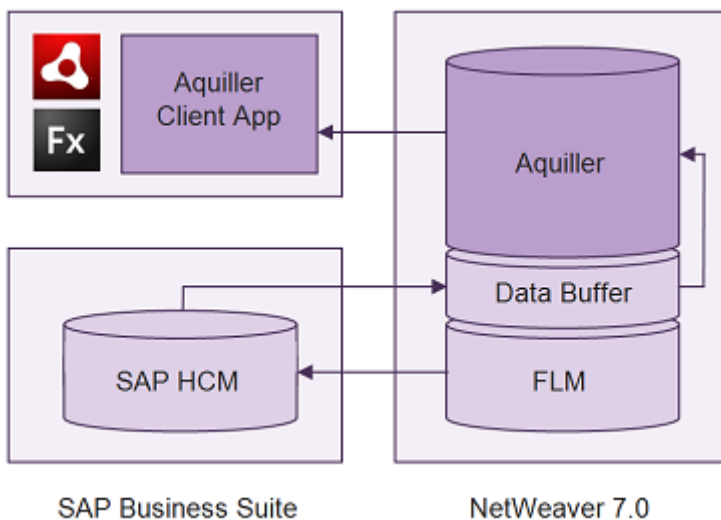 Aquiller
Client App
Fx
Aquiller
Data Buffer
SAP HCM
FLM
SAP Business Suite
NetWeaver 7.0